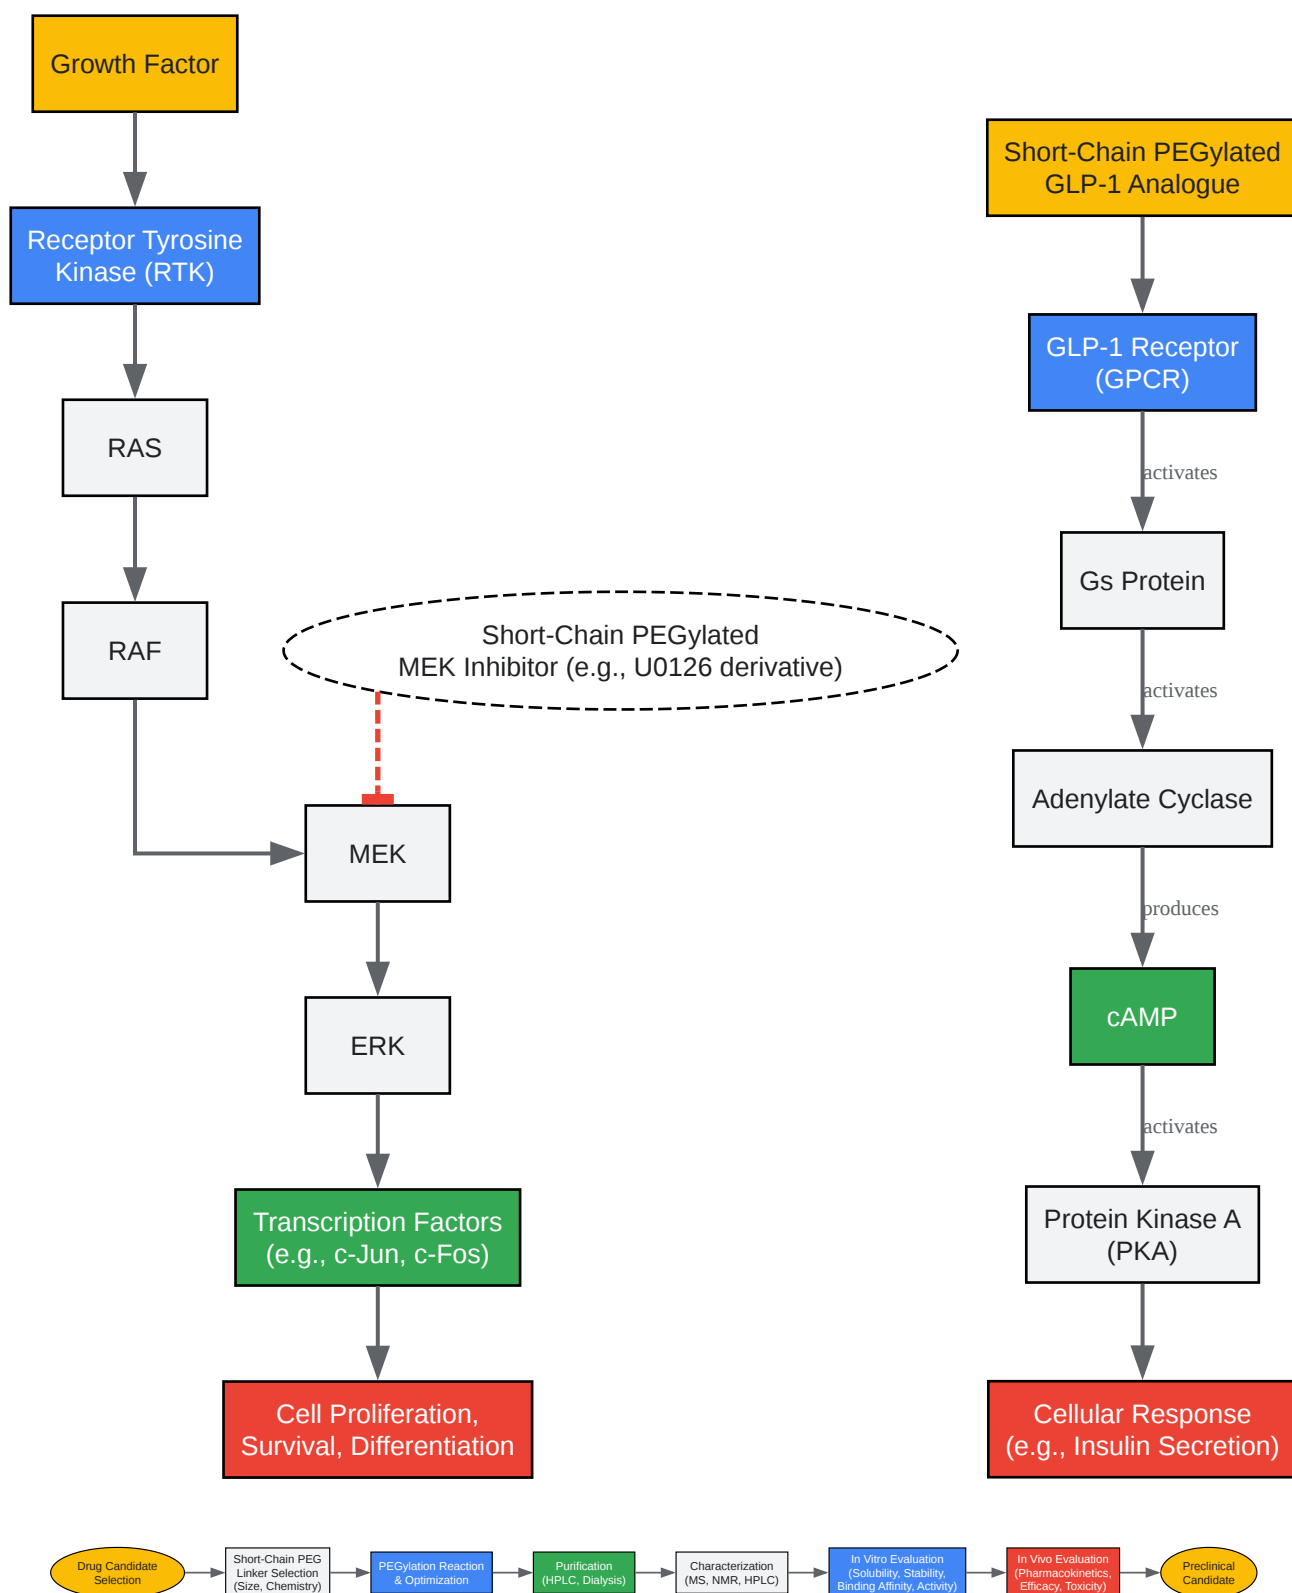 Growth Factor
Receptor Tyrosine
Kinase (RTK)
RAS
RAF
Short-Chain PEGylated
MEK Inhibitor (e.g., U0126 derivative)
MEK
ERK
Transcription Factors
(e.g., c-Jun, c-Fos)
Cell Proliferation,
Survival, Differentiation
Short-Chain PEGylated
GLP-1 Analogue
GLP-1 Receptor
(GPCR)
activates
Gs Protein
activates
Adenylate Cyclase
produces
cAMP
activates
Protein Kinase A
(PKA)
Cellular Response
(e.g., Insulin Secretion)
Drug Candidate
Selection
Short-Chain PEG
Linker Selection
(Size, Chemistry)
PEGylation Reaction
& Optimization
Purification
(HPLC, Dialysis)
Characterization
(MS, NMR, HPLC)
In Vitro Evaluation
(Solubility, Stability,
Binding Affinity, Activity)
In Vivo Evaluation
(Pharmacokinetics,
Efficacy, Toxicity)
Preclinical
Candidate